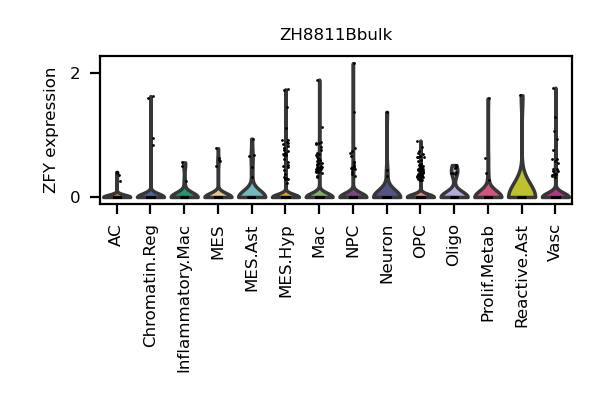 ZH8811Bbulk
ZFY expression
2
0
AC
Chromatin.Reg
Inflammatory.Mac
MES
MES.Ast
MES.Hyp
Mac
NPC
Neuron
OPC
Oligo
Prolif.Metab
Reactive.Ast
Vasc